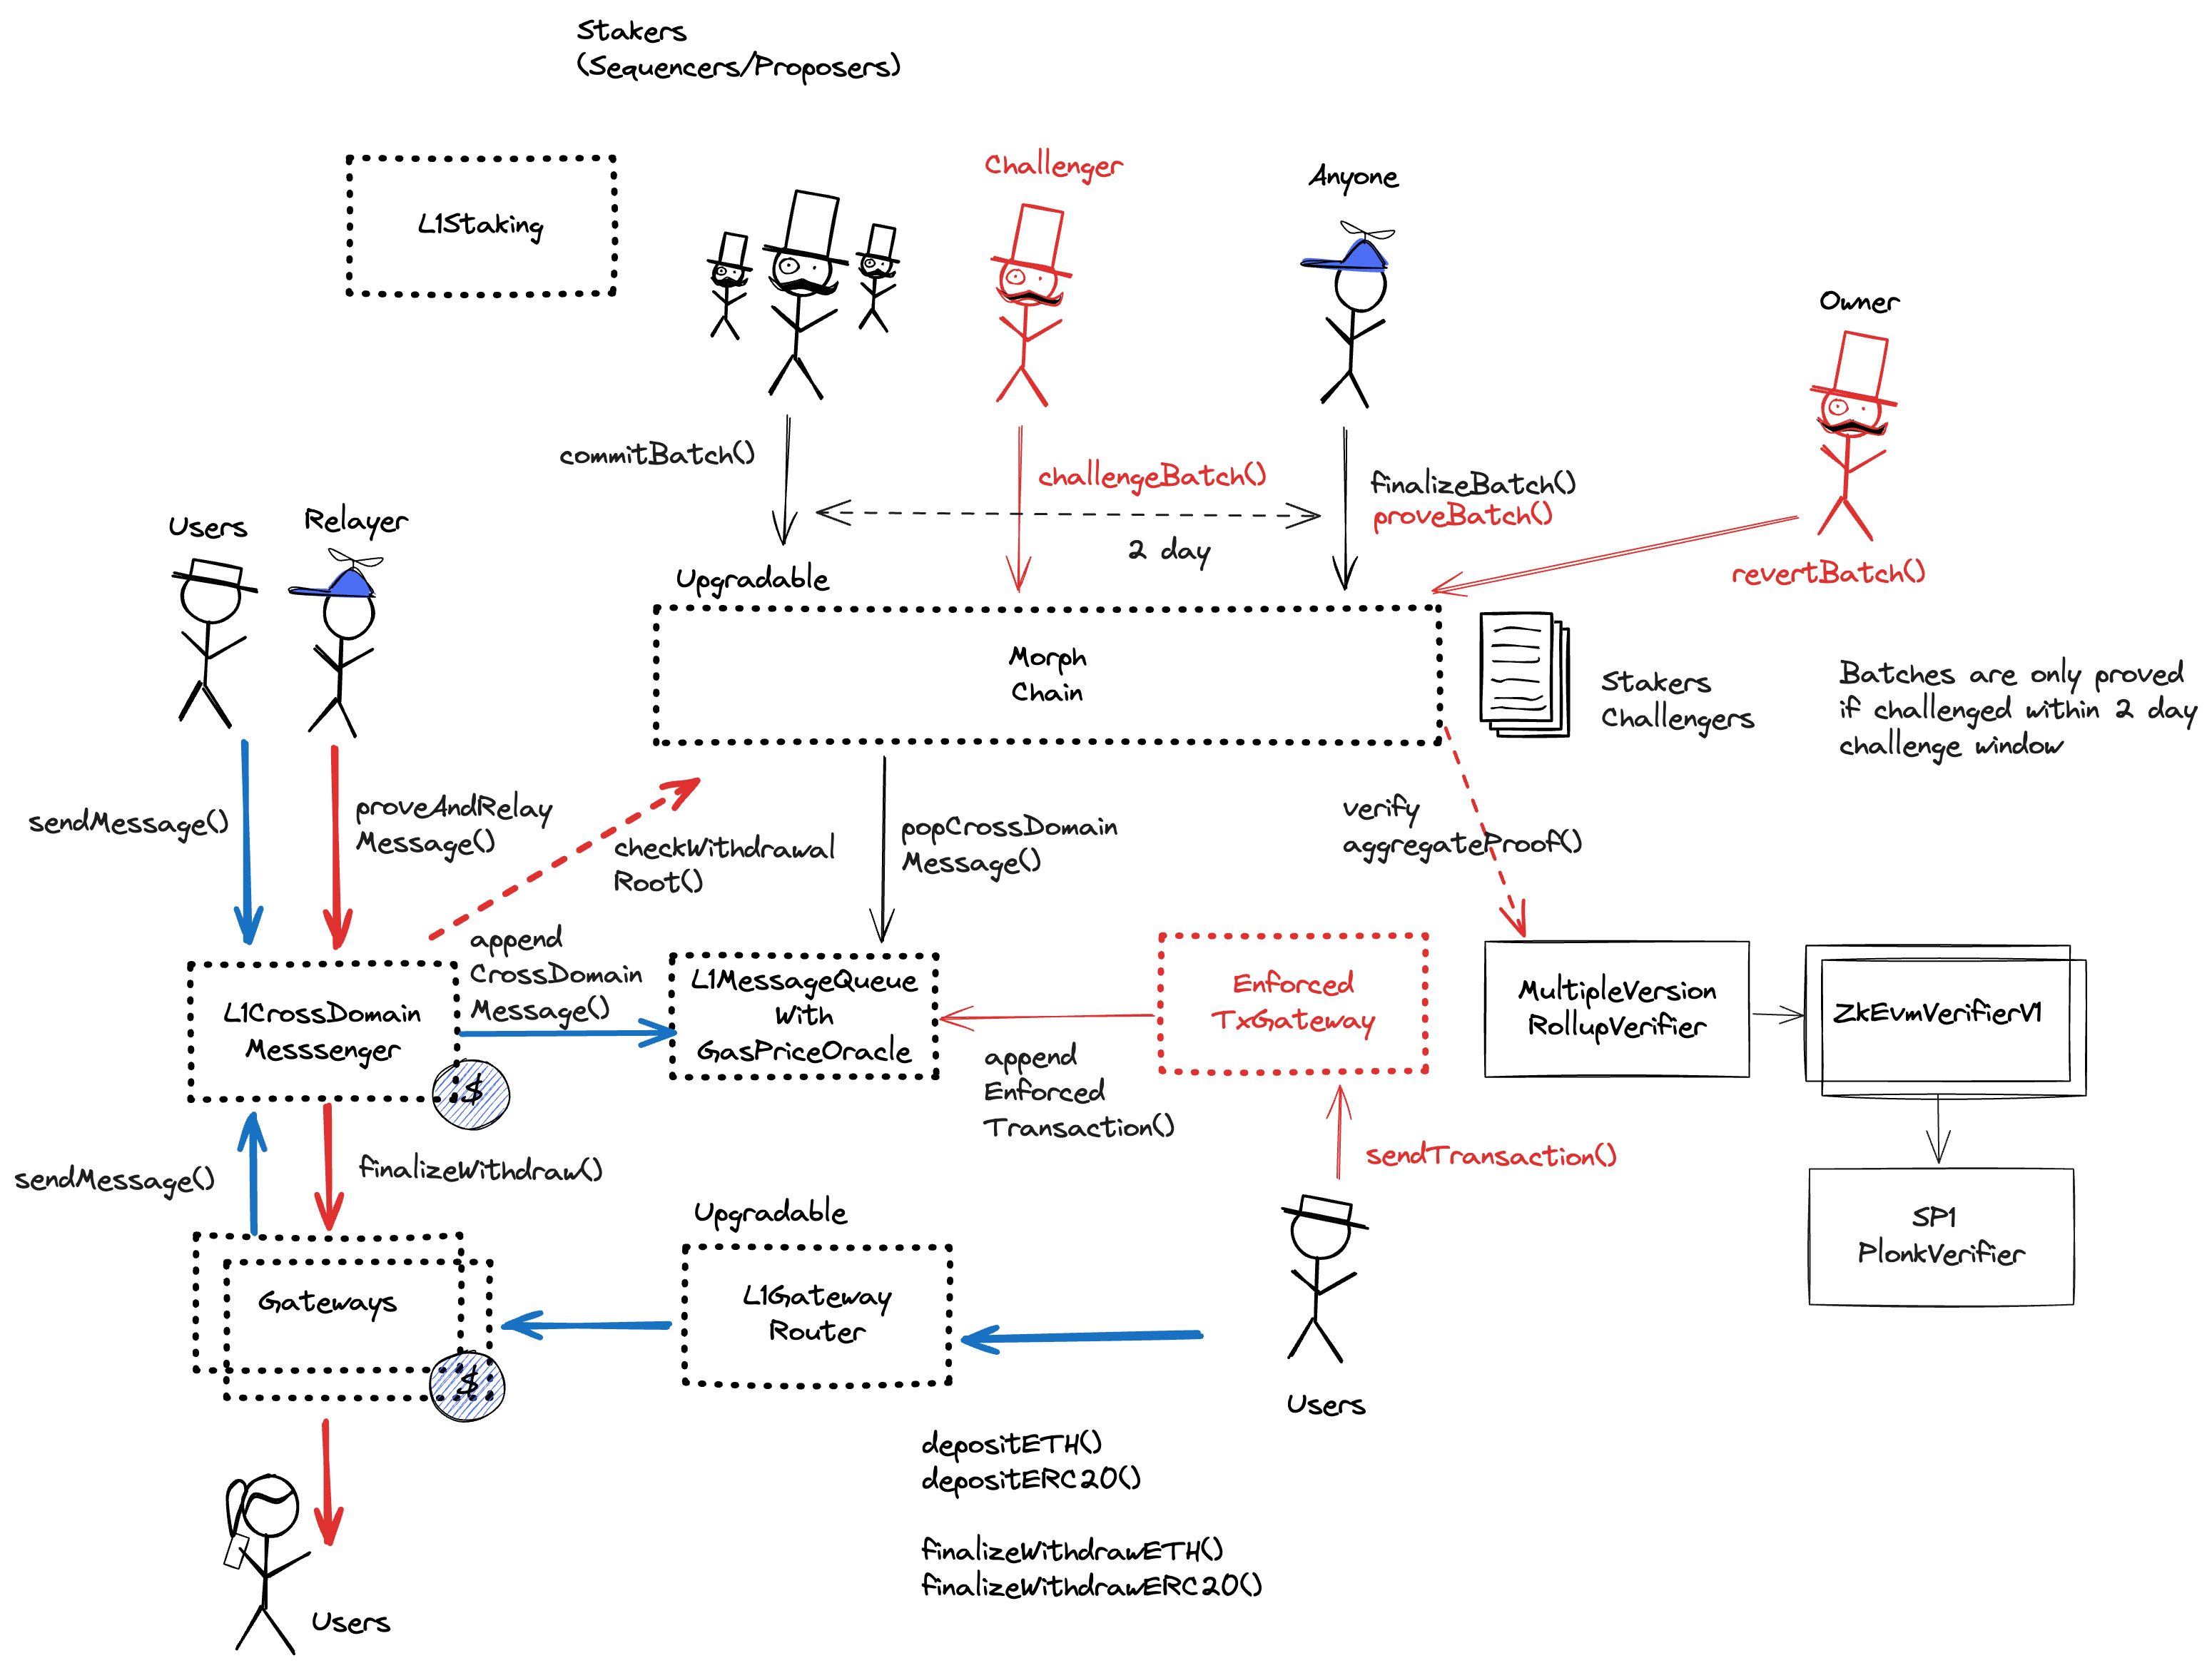 Stakers
(Sequencers/Proposers)
L1Staking
Challenger
Anyone
Owner
commitBatch()
challengeBatch()
finalizeBatch()
proveBatch()
2 day
revertBatch()
Users
Relayer
Upgradable
Morph
Chain
Stakers
Challengers
Batches are only proved
if challenged within 2 day
challenge window
sendMessage()
proveAndRelay
Message()
checkWithdrawal
Root()
popCrossDomain
Message()
verify
aggregateProof()
append
CrossDomain
Message()
L1CrossDomain
Messsenger
$
L1MessageQueue
With
GasPriceOracle
Enforced
TxGateway
append
Enforced
Transaction()
MultipleVersion
RollupVerifier
ZkEvmVerifierV1
sendTransaction()
SP1
PlonkVerifier
sendMessage()
finalizeWithdraw()
Gateways
$
Upgradable
L1Gateway
Router
Users
depositETH()
depositERC20()
finalizeWithdrawETH()
finalizeWithdrawERC20()
Users